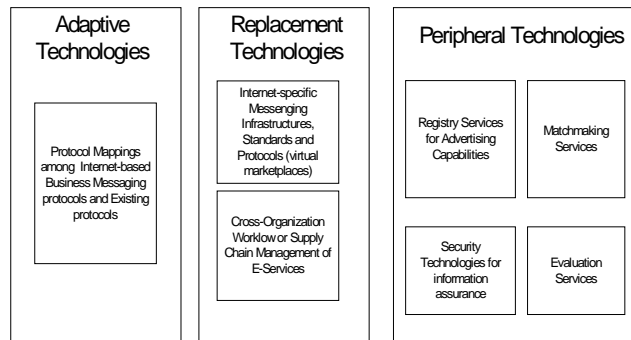 Adaptive
Technologies
Protocol Mappings
among Internet-based
Business Messaging
protocols and Existing
protocols
Replacement
Technologies
Internet-specific
Messenging
Infrastructures,
Standards and
Protocols (virtual
marketplaces)
Cross-Organization
Worklow or Supply
Chain Management of
E-Services
Peripheral Technologies
Registry Services
for Advertising
Capabilities
Matchmaking
Services
Security
Technologies for
information
assurance
Evaluation
Services